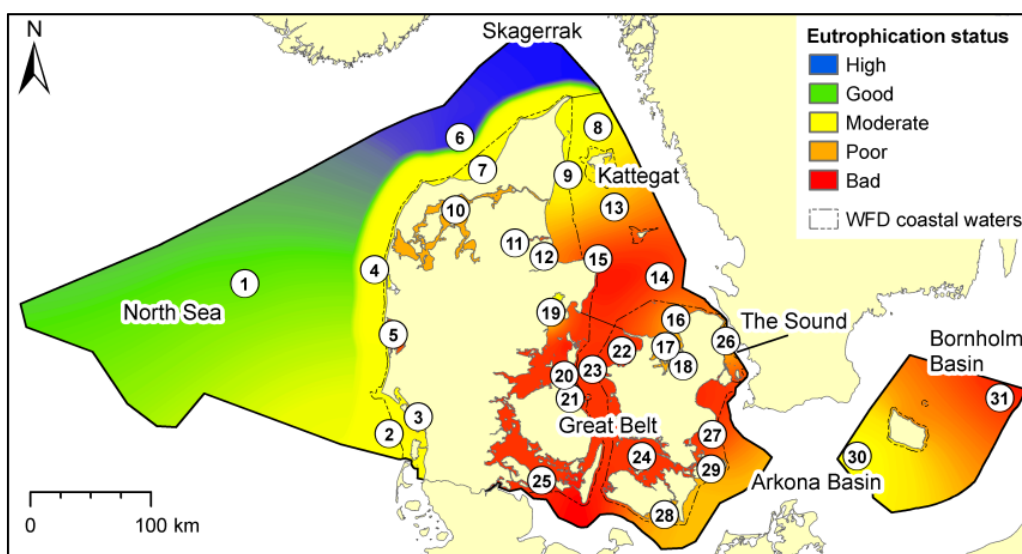 Skagerrak
N
Eutrophication status
High
Good
Moderate
Poor
Bad
WFD coastal waters
8
6
7
9
Kattegat
10
13
11
12
15
4
14
1
North Sea
19
16
The Sound
5
17
26
22
18
Bornholm
Basin
23
20
21
31
3
Great Belt
2
27
24
30
29
25
Arkona Basin
28
0
100 km